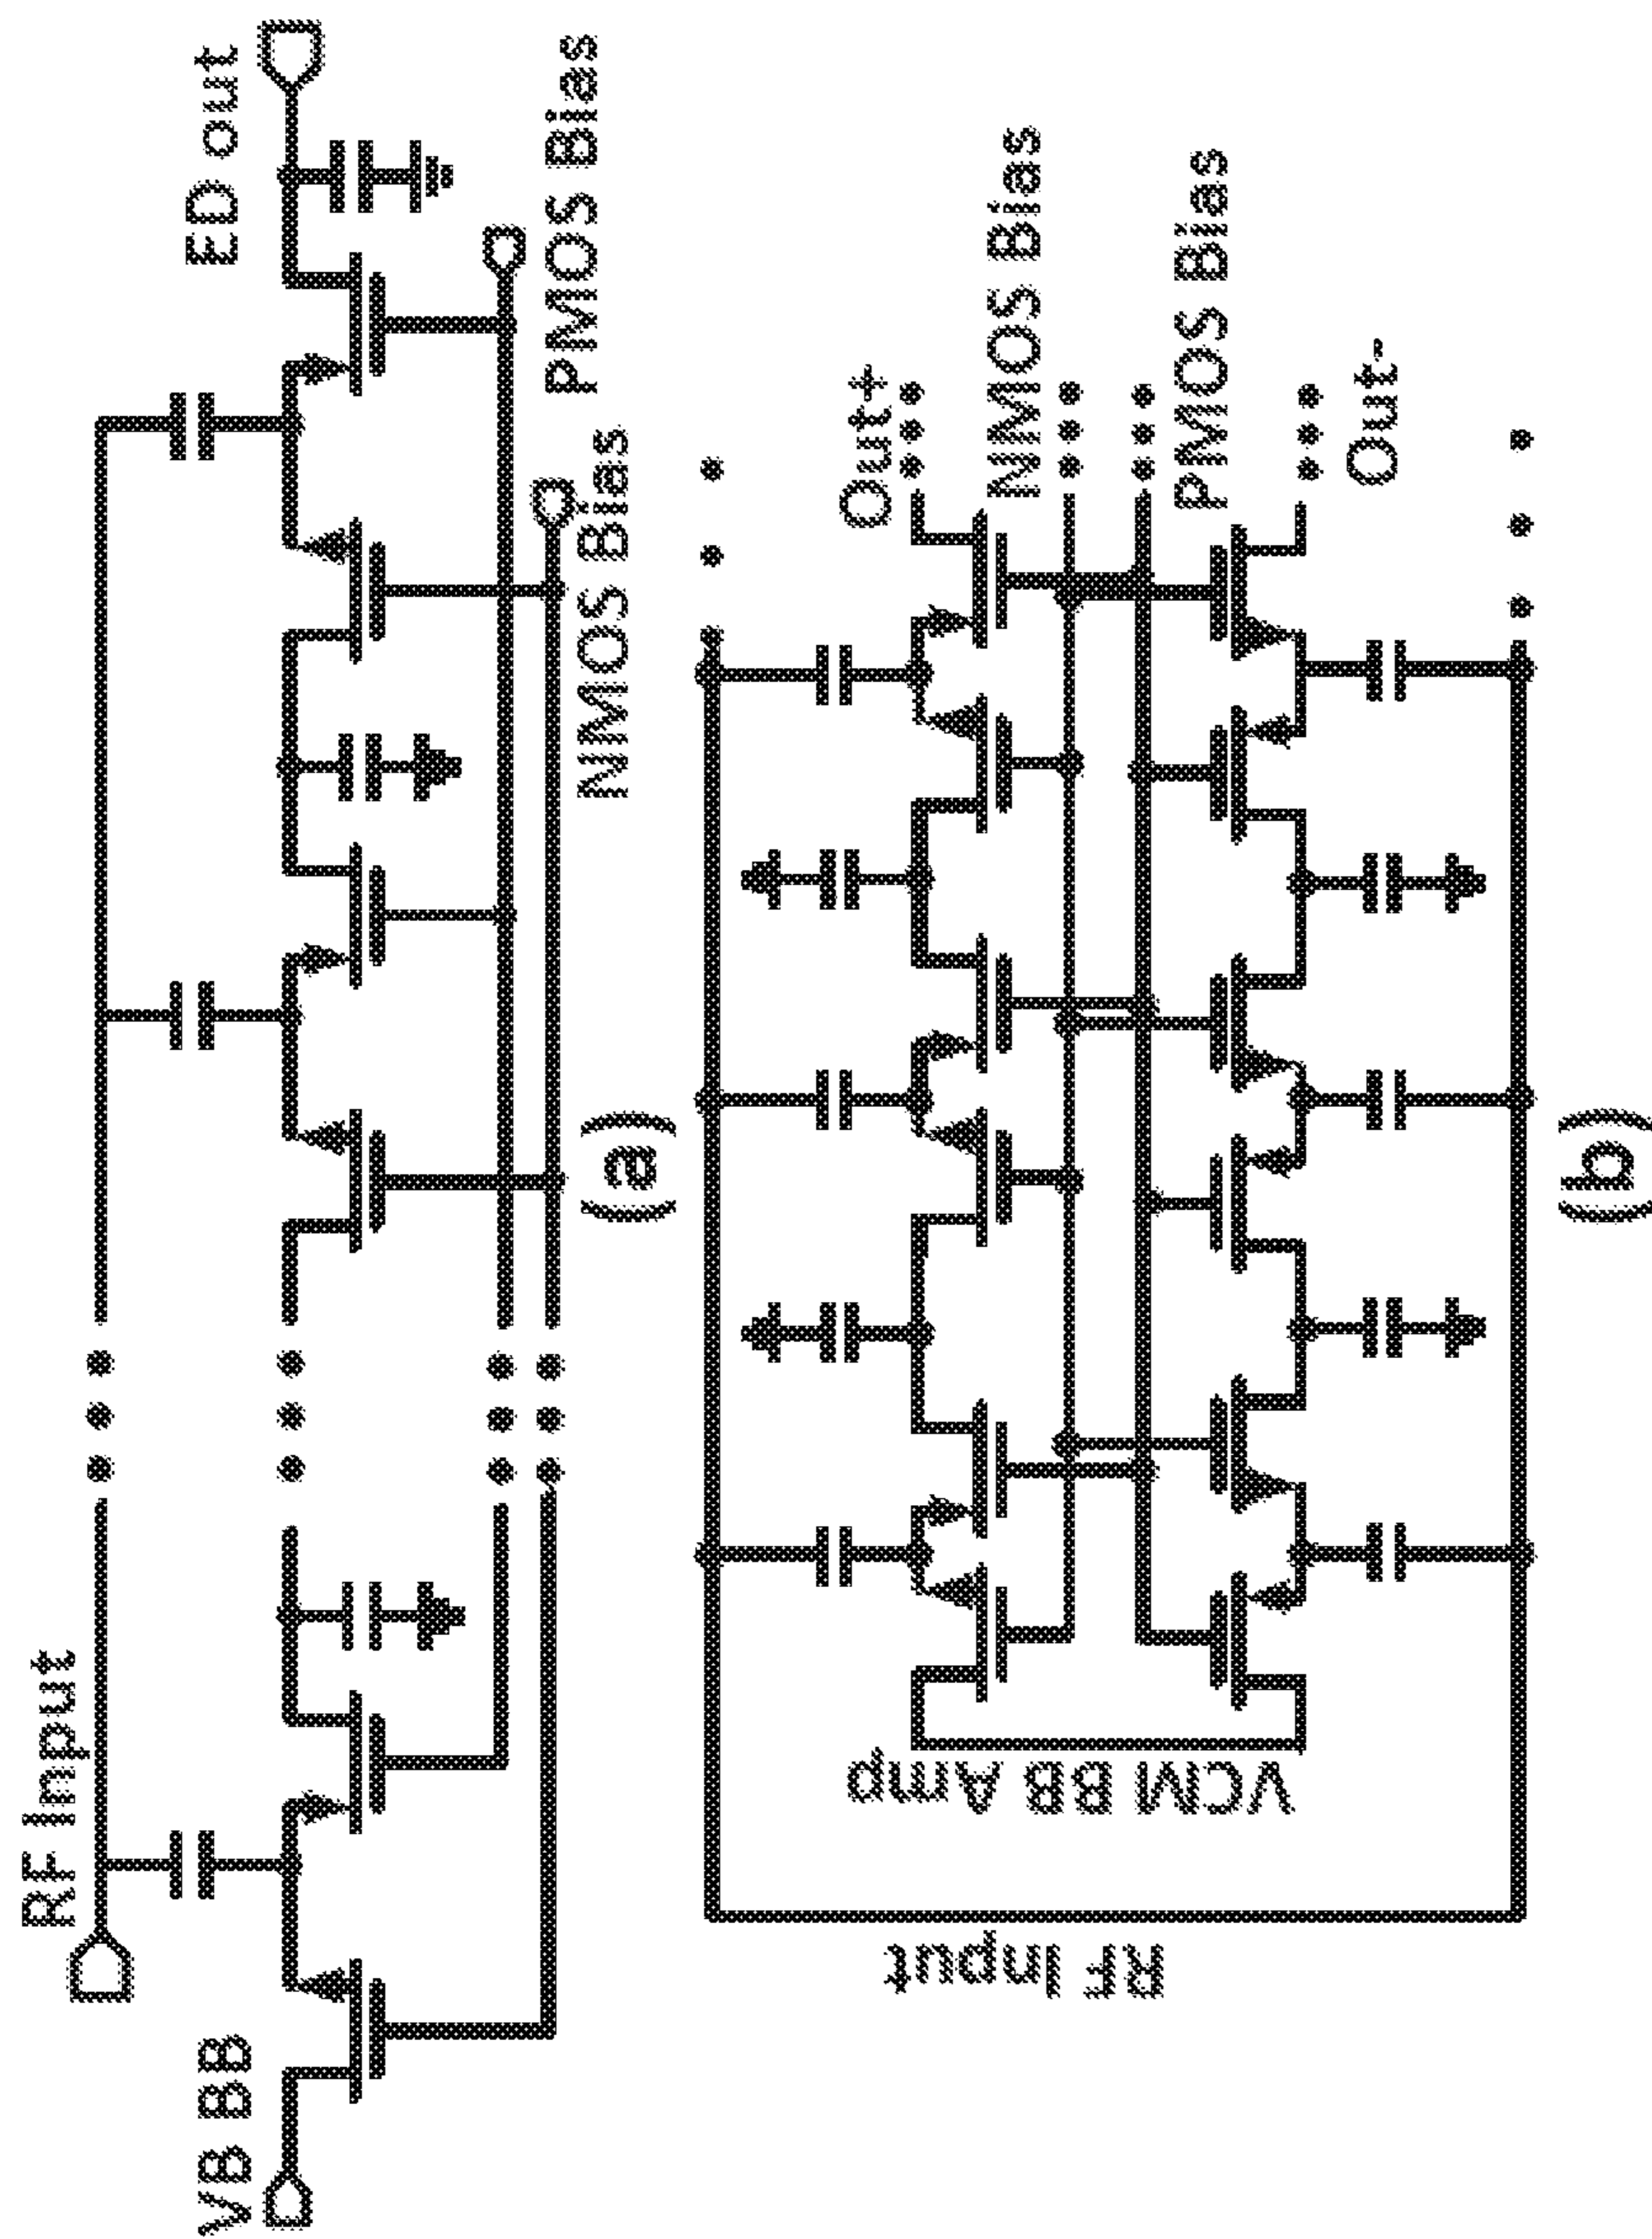 RF Input
VB BB
ED out
PMOS Bias
NMOS Bias
(a)
RF Input
VCM BB Amp
Out+
NMOS Bias
PMOS Bias
Out-
(b)